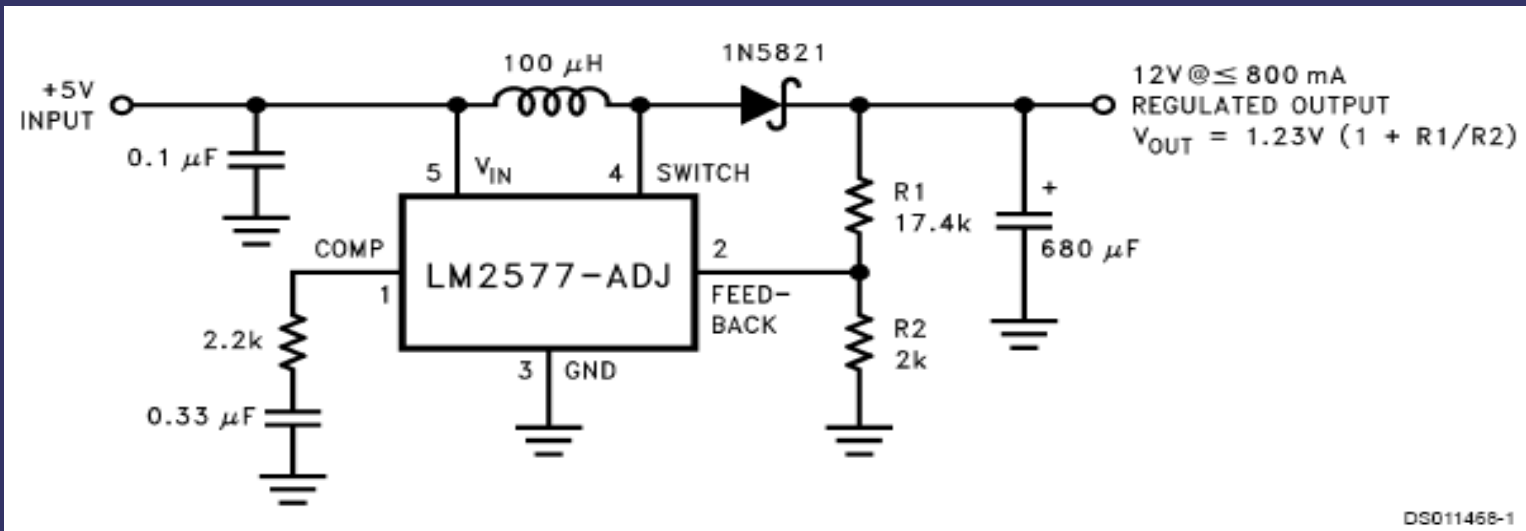 +5V
INPUT
0.1 μF
100 μH
1N5821
12V@≤ 800 mA
REGULATED OUTPUT
VOUT = 1.23V (1 + R1/R2)
5 VIN
4 SWITCH
R1
17.4k
+
680 μF
COMP
1
LM2577-ADJ
2
FEED-
BACK
2.2k
0.33 μF
3 GND
R2
2k
DS011468-1